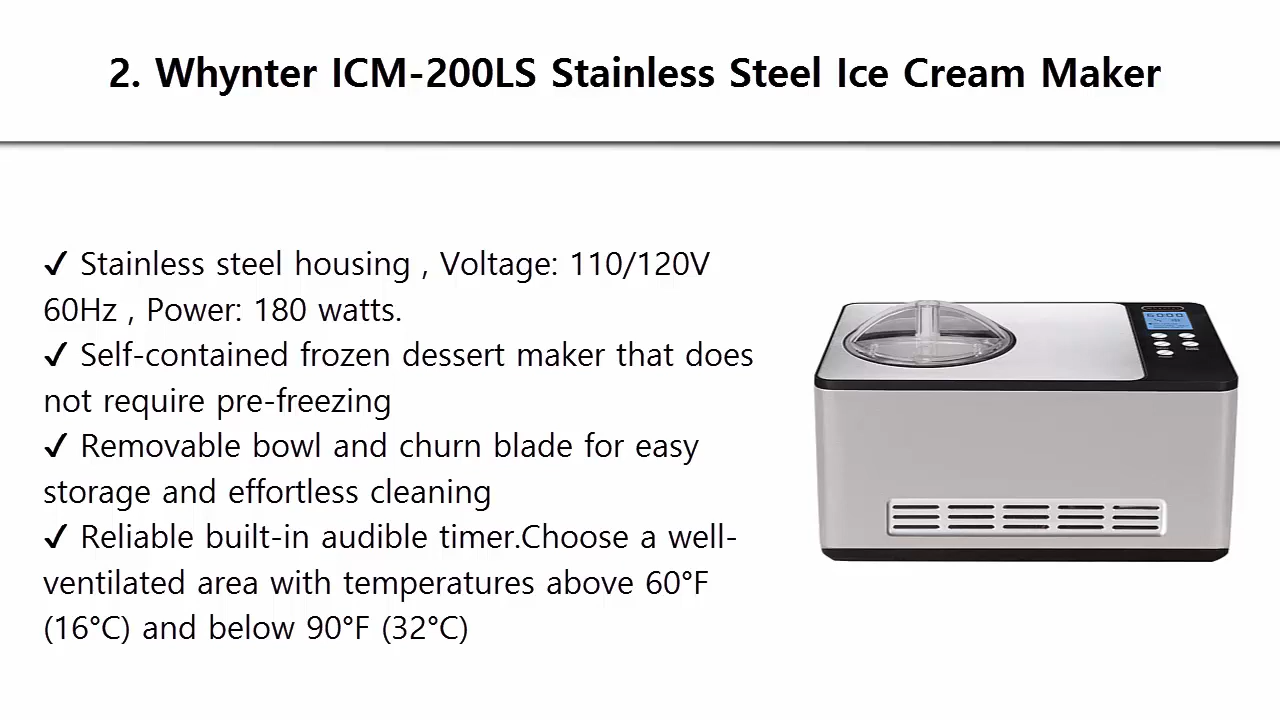 2. Whynter ICM-200LS Stainless Steel Ice Cream Maker
✔ Stainless steel housing , Voltage: 110/120V
60Hz , Power: 180 watts.
✔ Self-contained frozen dessert maker that does
not require pre-freezing
✔ Removable bowl and churn blade for easy
storage and effortless cleaning
✔ Reliable built-in audible timer.Choose a well-
ventilated area with temperatures above 60°F
(16°C) and below 90°F (32°C)